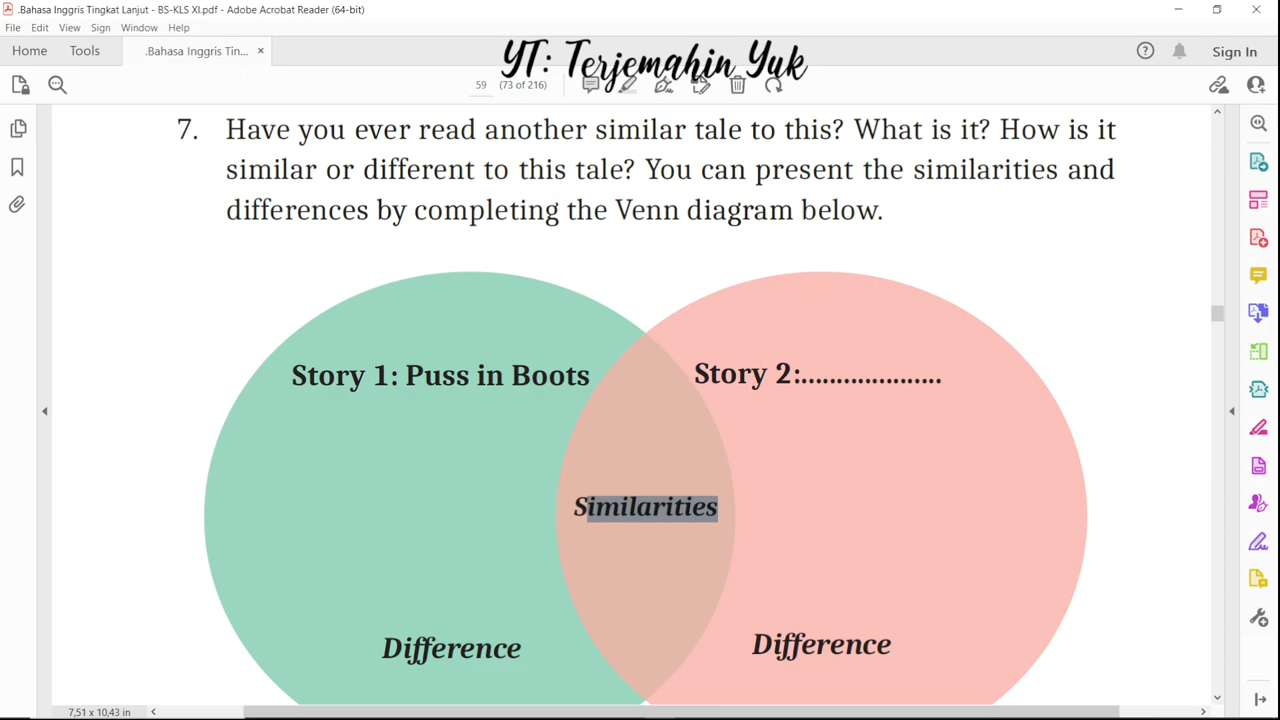 .Bahasa Inggris Tingkat Lanjut - BS-KLS XI.pdf - Adobe Acrobat Reader (64-bit)
File Edit View Sign Window Help
Home Tools .Bahasa Inggris Tin... × Sign In
YT: Terjemahin Yuk
59 (73 of 216)
7. Have you ever read another similar tale to this? What is it? How is it
similar or different to this tale? You can present the similarities and
differences by completing the Venn diagram below.
Story 1: Puss in Boots
Story 2:....................
Similarities
Difference
Difference
7,51 x 10,43 in